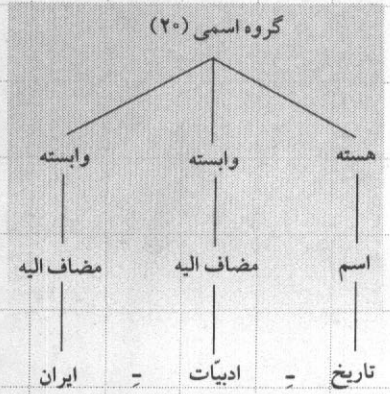 گروه اسمی (۲۰)
هسته وابسته وابسته
اسم مضاف الیه مضاف الیه
تاریخ ـِ ادبیّات ـِ ایران